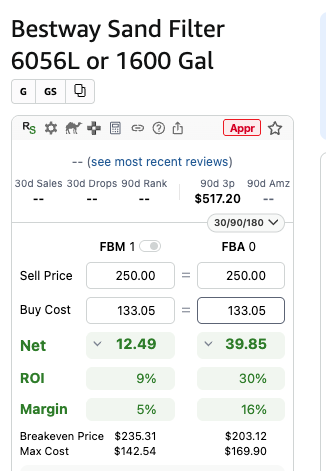 Bestway Sand Filter
6056L or 1600 Gal
G GS
RS Appr
-- (see most recent reviews)
30d Sales 30d Drops 90d Rank 90d 3p 90d Amz
-- -- -- $517.20 --
30/90/180
FBM 1 FBA 0
Sell Price 250.00 = 250.00
Buy Cost 133.05 = 133.05
Net 12.49 39.85
ROI 9% 30%
Margin 5% 16%
Breakeven Price $235.31 $203.12
Max Cost $142.54 $169.90